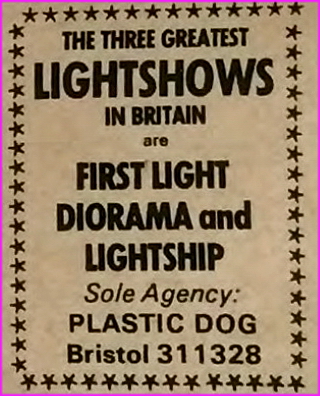 THE THREE GREATEST
LIGHTSHOWS
IN BRITAIN
are
FIRST LIGHT
DIORAMA and
LIGHTSHIP
Sole Agency:
PLASTIC DOG
Bristol 311328